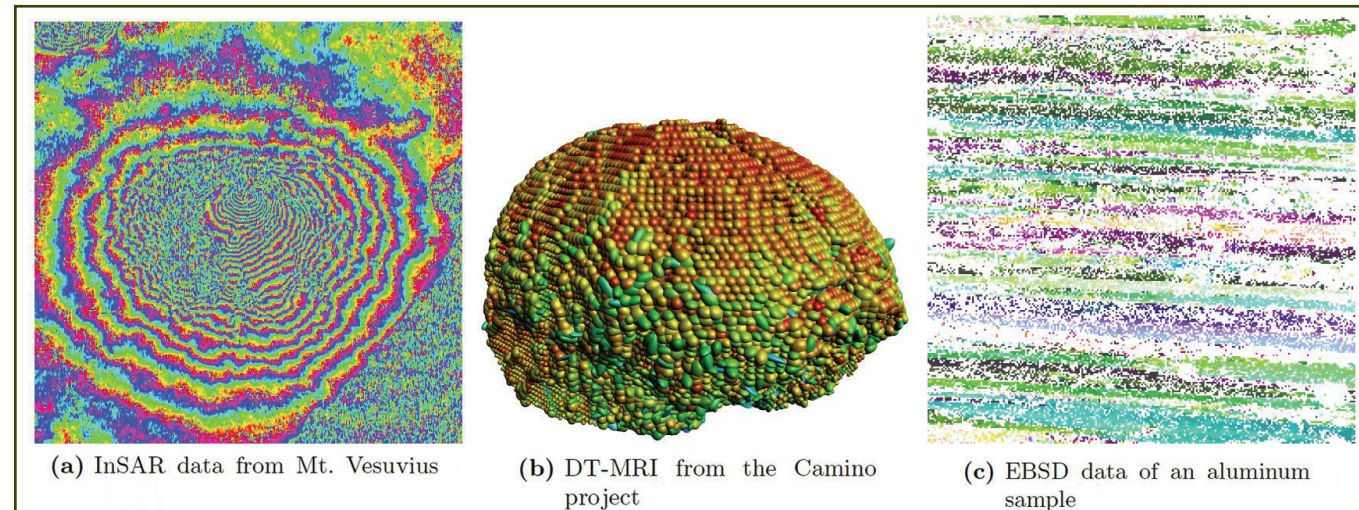 (a) InSAR data from Mt. Vesuvius
(b) DT-MRI from the Camino
project
(c) EBSD data of an aluminum
sample